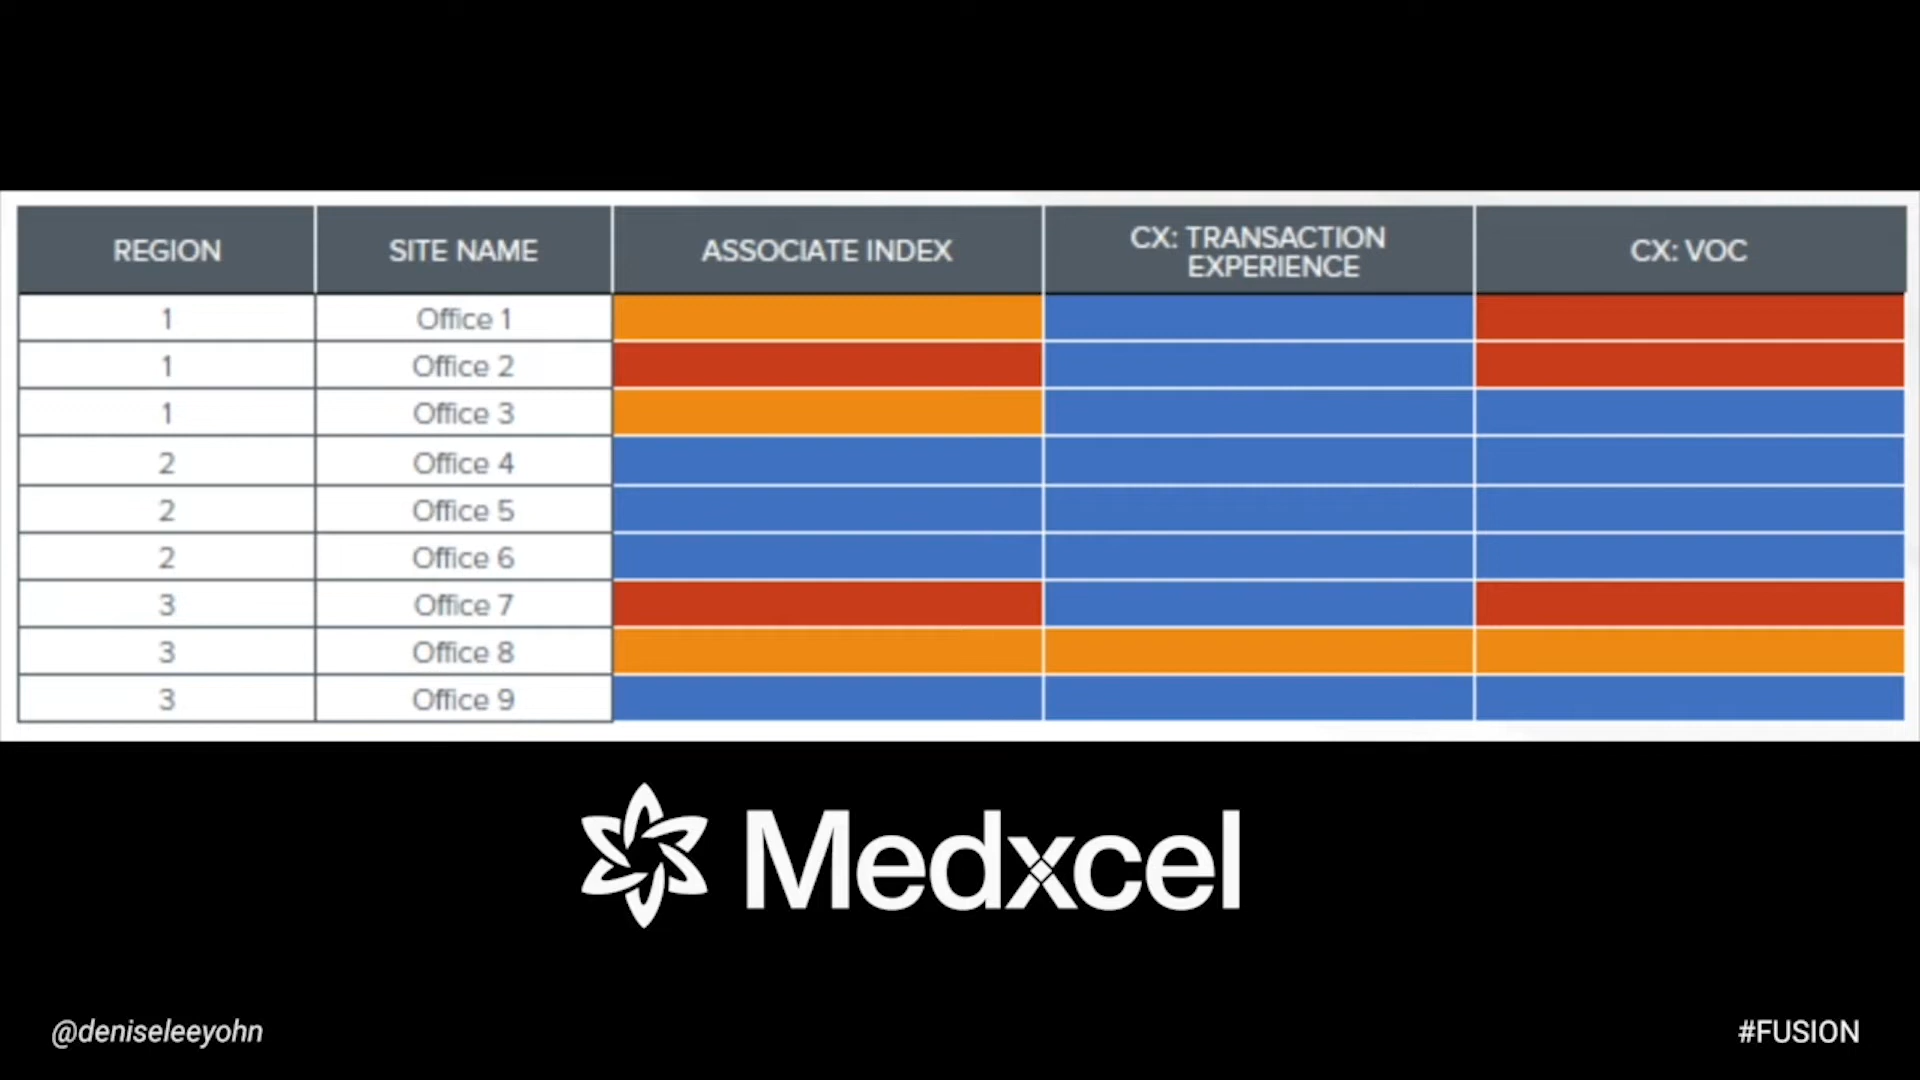 REGION SITE NAME ASSOCIATE INDEX CX: TRANSACTION EXPERIENCE CX: VOC
1 Office 1
1 Office 2
1 Office 3
2 Office 4
2 Office 5
2 Office 6
3 Office 7
3 Office 8
3 Office 9
Medxcel
@deniseleeyohn #FUSION